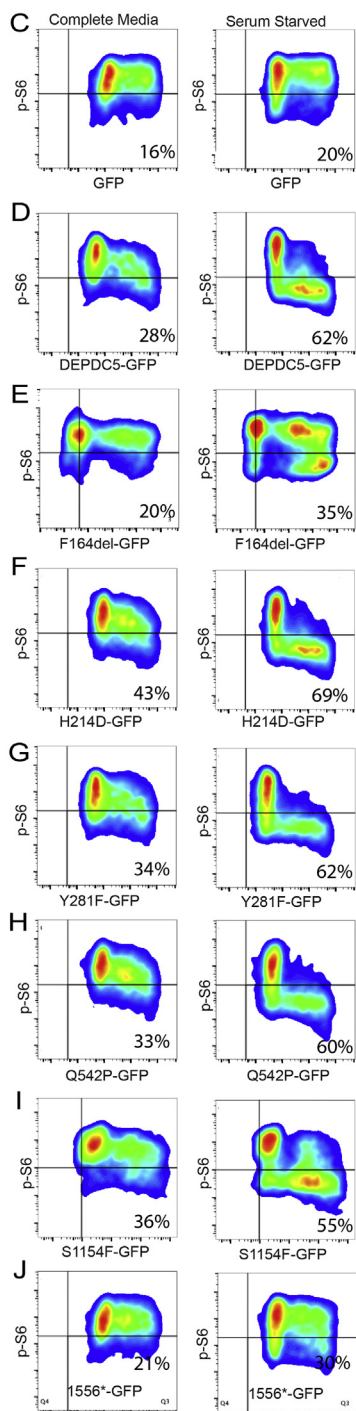 C Complete Media Serum Starved
p-S6 p-S6
16% 20%
GFP GFP
D
p-S6 p-S6
28% 62%
DEPDC5-GFP DEPDC5-GFP
E
p-S6 p-S6
20% 35%
F164del-GFP F164del-GFP
F
p-S6 p-S6
43% 69%
H214D-GFP H214D-GFP
G
p-S6 p-S6
34% 62%
Y281F-GFP Y281F-GFP
H
p-S6 p-S6
33% 60%
Q542P-GFP Q542P-GFP
I
p-S6 p-S6
36% 55%
S1154F-GFP S1154F-GFP
J
p-S6 p-S6
21% 30%
1556*-GFP 1556*-GFP
Q4 Q3 Q4 Q3